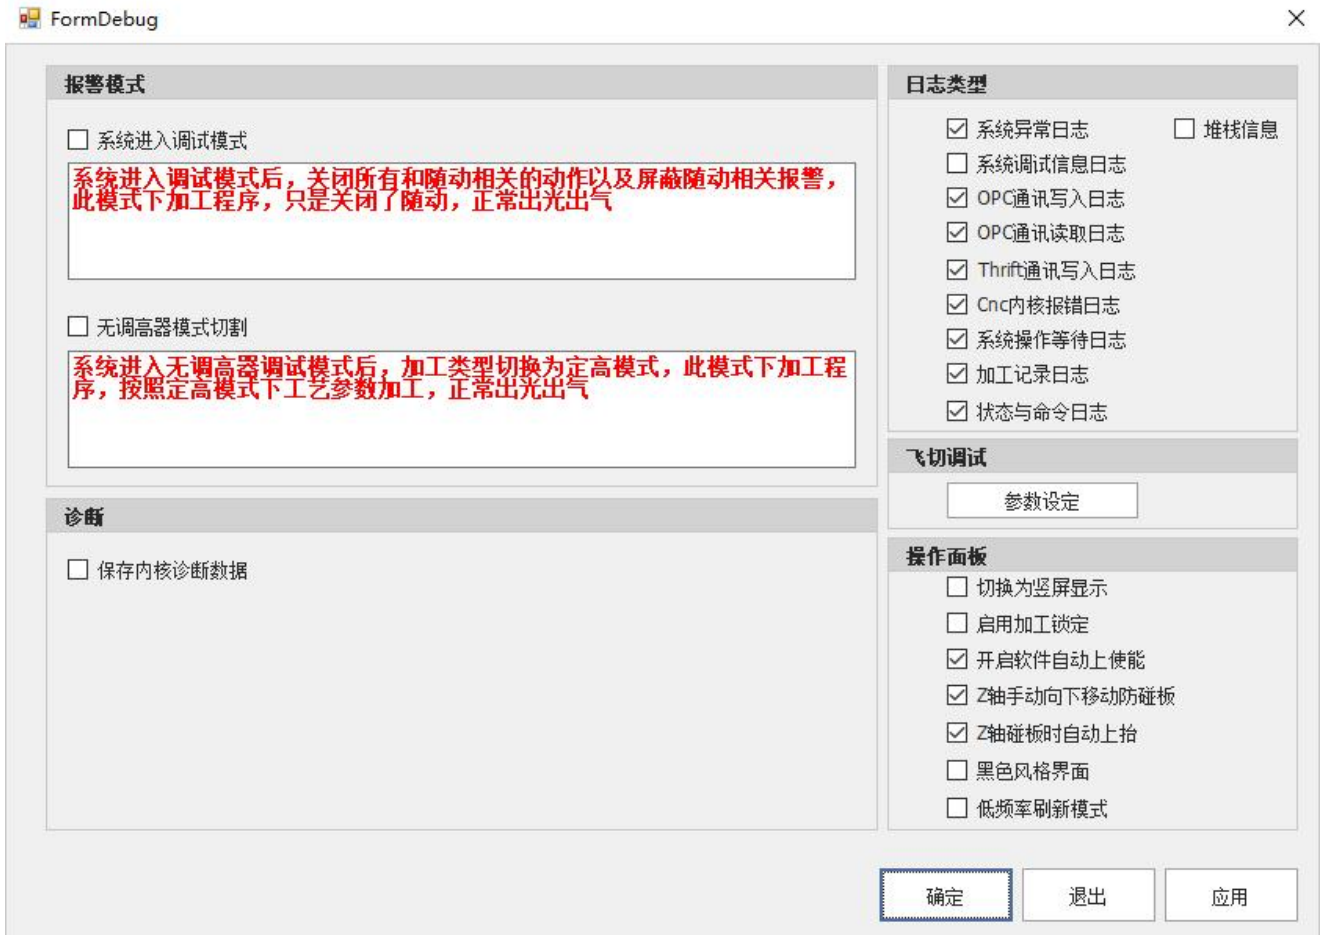 FormDebug
报警模式
系统进入调试模式
系统进入调试模式后，关闭所有和随动相关的动作以及屏蔽随动相关报警，
此模式下加工程序，只是关闭了随动，正常出光出气
无调高器模式切割
系统进入无调高器调试模式后，加工类型切换为定高模式，此模式下加工程
序，按照定高模式下工艺参数加工，正常出光出气
诊断
保存内核诊断数据
日志类型
系统异常日志 堆栈信息
系统调试信息日志
OPC通讯写入日志
OPC通讯读取日志
Thrift通讯写入日志
Cnc内核报错日志
系统操作等待日志
加工记录日志
状态与命令日志
飞切调试
参数设定
操作面板
切换为竖屏显示
启用加工锁定
开启软件自动上使能
Z轴手动向下移动防碰板
Z轴碰板时自动上抬
黑色风格界面
低频率刷新模式
确定 退出 应用